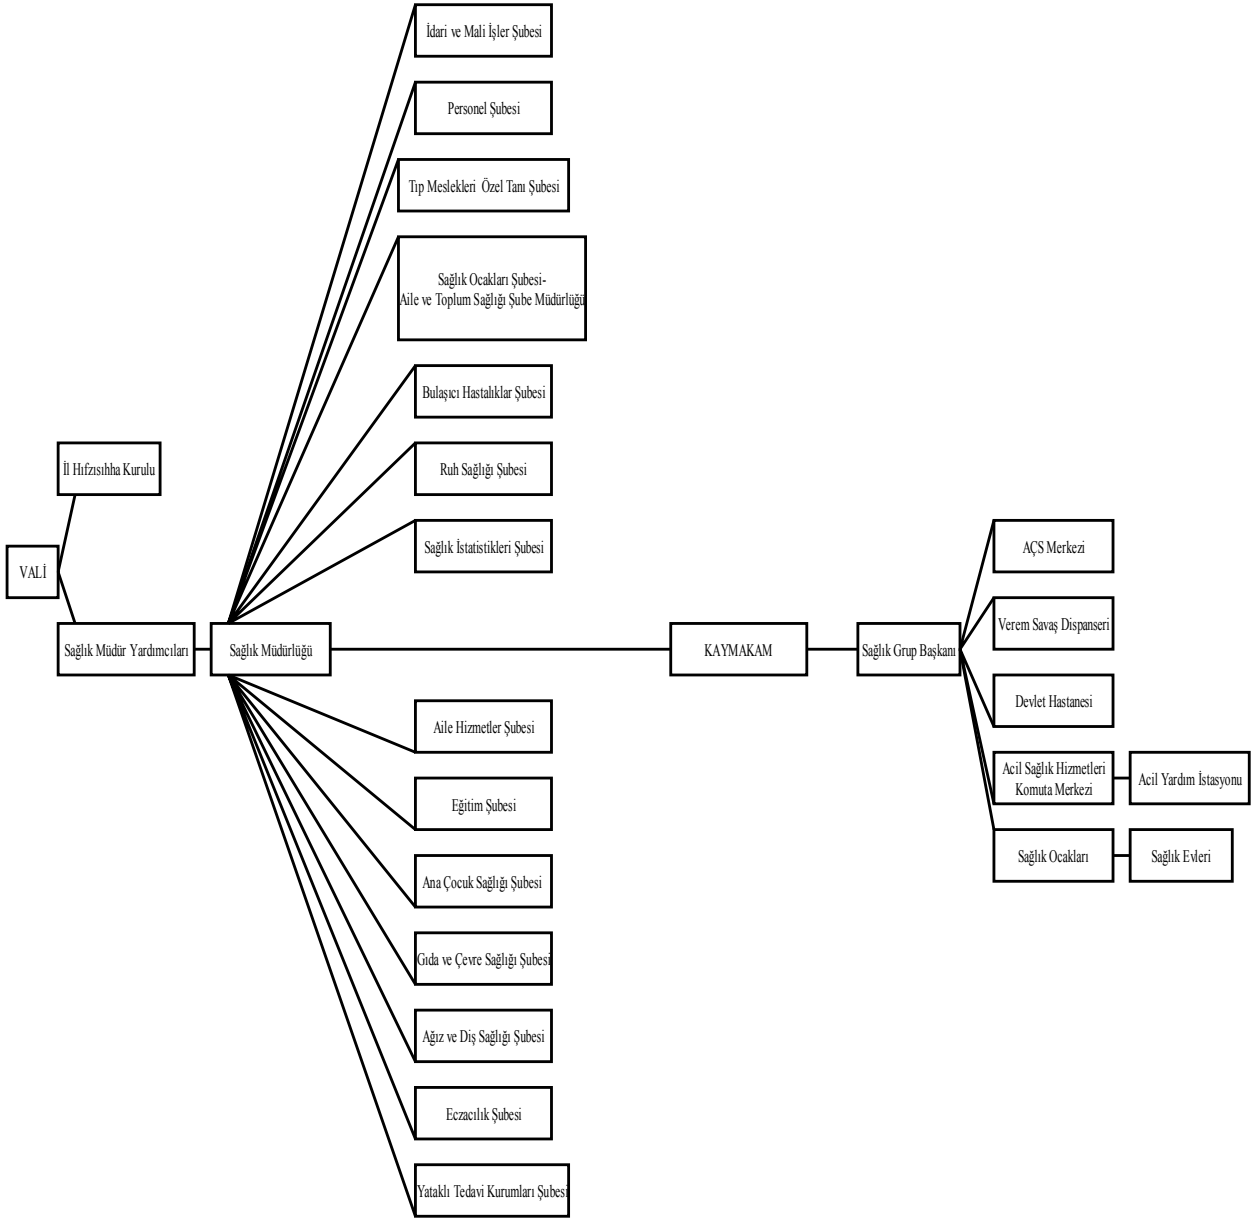 İdari ve Mali İşler Şubesi
Personel Şubesi
Tıp Meslekleri Özel Tanı Şubesi
Sağlık Ocakları Şubesi-
Aile ve Toplum Sağlığı Şube Müdürlüğü
Bulaşıcı Hastalıklar Şubesi
Ruh Sağlığı Şubesi
Sağlık İstatistikleri Şubesi
İl Hıfzısıhha Kurulu
VALİ
Sağlık Müdür Yardımcıları
Sağlık Müdürlüğü
KAYMAKAM
Sağlık Grup Başkanı
AÇS Merkezi
Verem Savaş Dispanseri
Devlet Hastanesi
Acil Sağlık Hizmetleri
Komuta Merkezi
Acil Yardım İstasyonu
Sağlık Ocakları
Sağlık Evleri
Aile Hizmetler Şubesi
Eğitim Şubesi
Ana Çocuk Sağlığı Şubesi
Gıda ve Çevre Sağlığı Şubesi
Ağız ve Diş Sağlığı Şubesi
Eczacılık Şubesi
Yataklı Tedavi Kurumları Şubesi